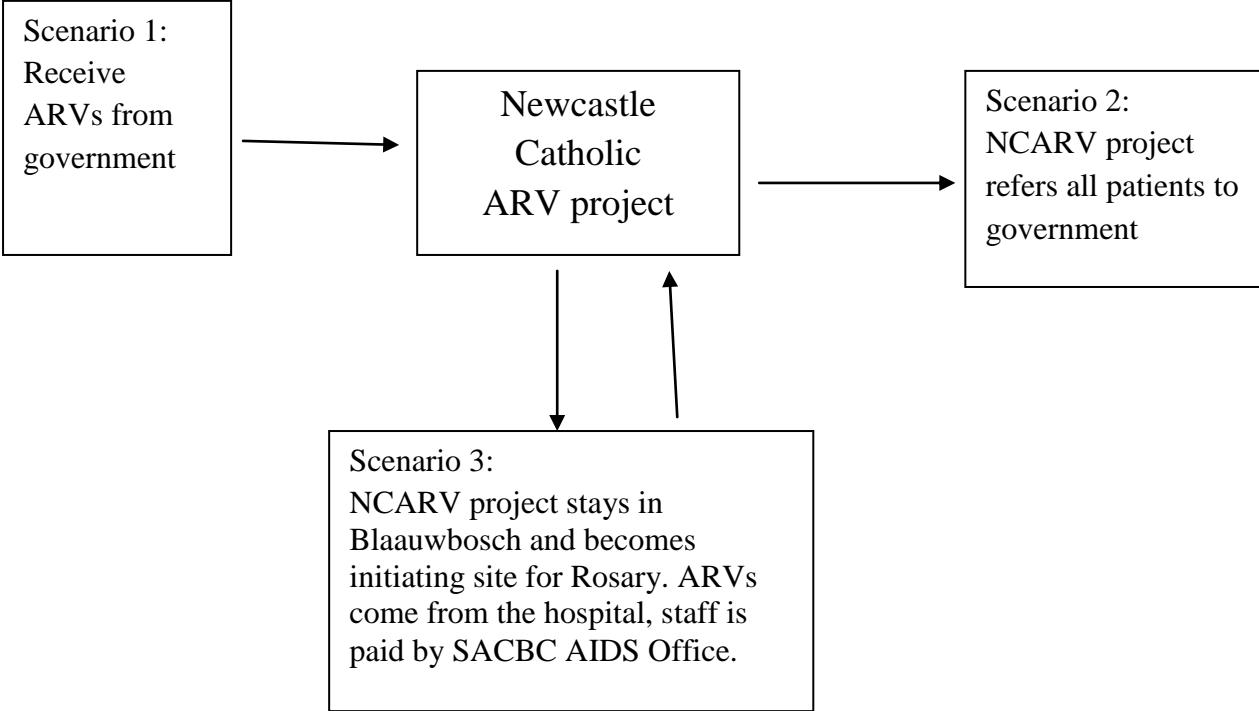 Scenario 1:
Receive
ARVs from
government
Newcastle
Catholic
ARV project
Scenario 2:
NCARV project
refers all patients to
government
Scenario 3:
NCARV project stays in
Blaauwbosch and becomes
initiating site for Rosary. ARVs
come from the hospital, staff is
paid by SACBC AIDS Office.